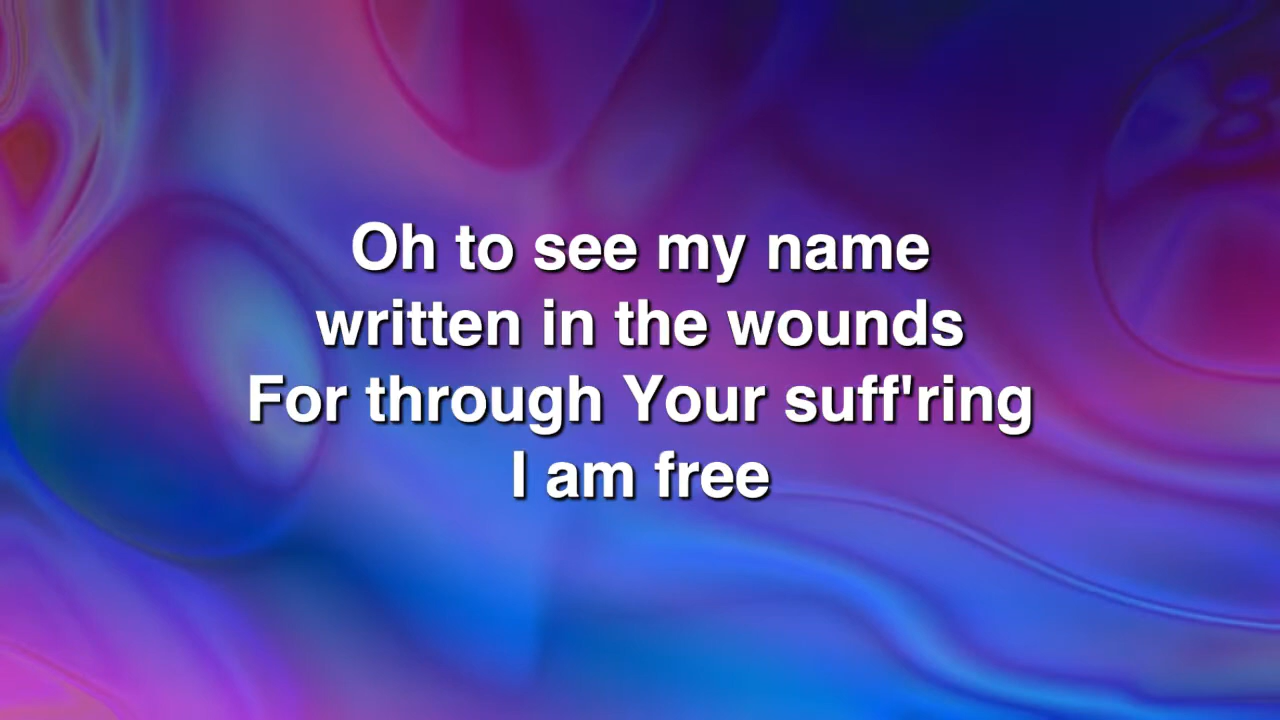 Oh to see my name
written in the wounds
For through Your suff'ring
I am free